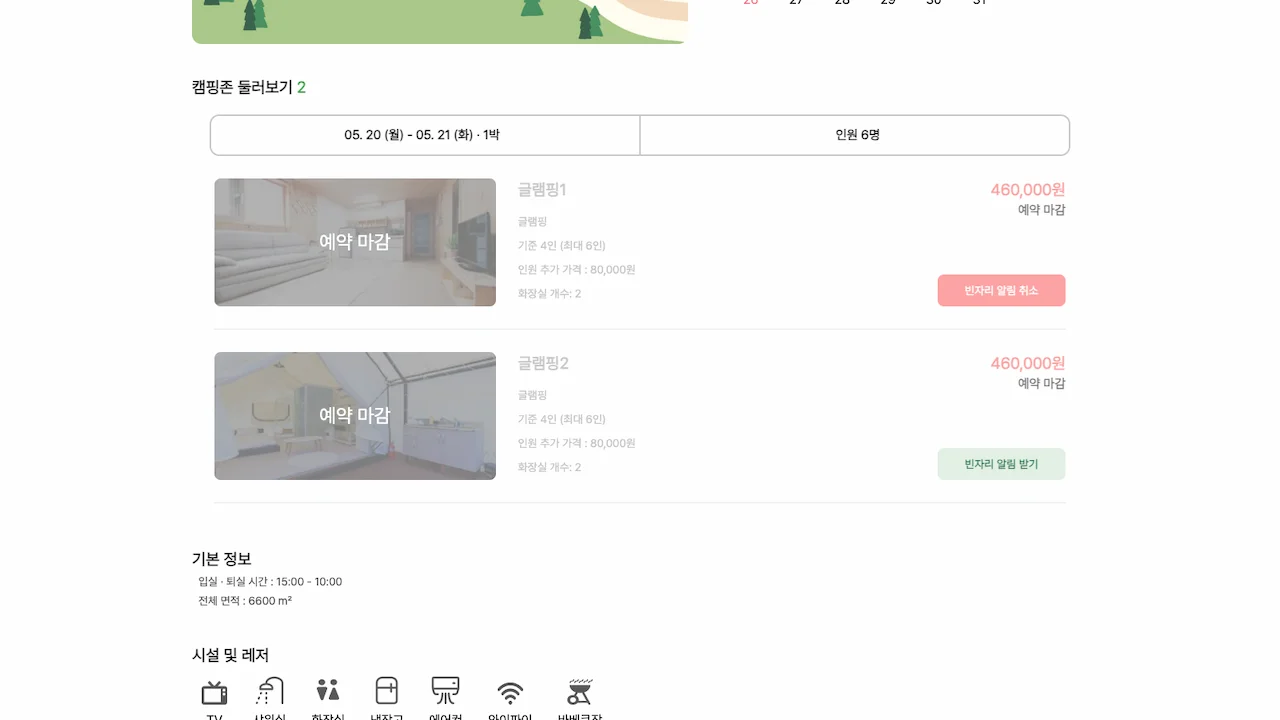 26 27 28 29 30 31
캠핑존 둘러보기 2
05. 20 (월) - 05. 21 (화) · 1박
인원 6명
예약 마감
글램핑1
글램핑
기준 4인 (최대 6인)
인원 추가 가격 : 80,000원
화장실 개수: 2
460,000원
예약 마감
빈자리 알림 취소
예약 마감
글램핑2
글램핑
기준 4인 (최대 6인)
인원 추가 가격 : 80,000원
화장실 개수: 2
460,000원
예약 마감
빈자리 알림 받기
기본 정보
입실 · 퇴실 시간 : 15:00 - 10:00
전체 면적 : 6600 m²
시설 및 레저
TV 샤워실 화장실 냉장고 에어컨 와이파이 바베큐장